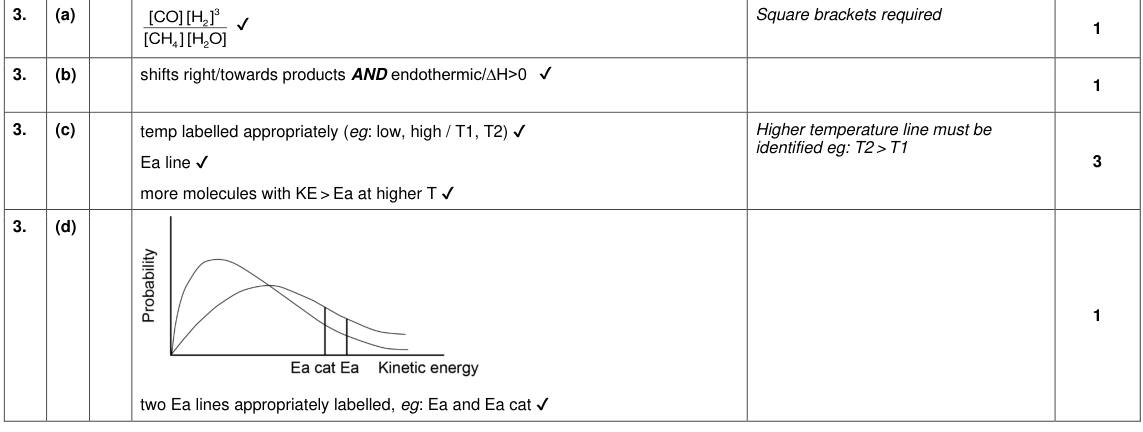 3. (a) [CO] [H₂]³ Square brackets required
[CH₄] [H₂O] ✓ 1
3. (b) shifts right/towards products AND endothermic/ΔH>0 ✓ 1
3. (c) temp labelled appropriately (eg: low, high / T1, T2) ✓ Higher temperature line must be
identified eg: T2 > T1
Ea line ✓ 3
more molecules with KE > Ea at higher T ✓
3. (d)
Probability
1
Ea cat Ea Kinetic energy
two Ea lines appropriately labelled, eg: Ea and Ea cat ✓